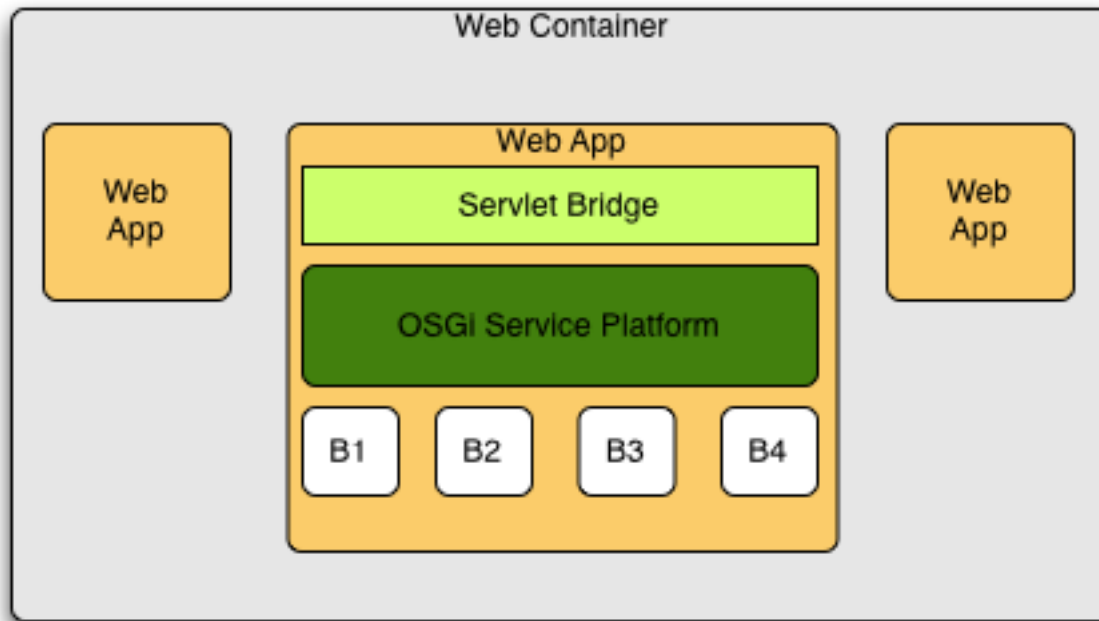 Web Container
Web
App
Web App
Servlet Bridge
OSGi Service Platform
B1
B2
B3
B4
Web
App